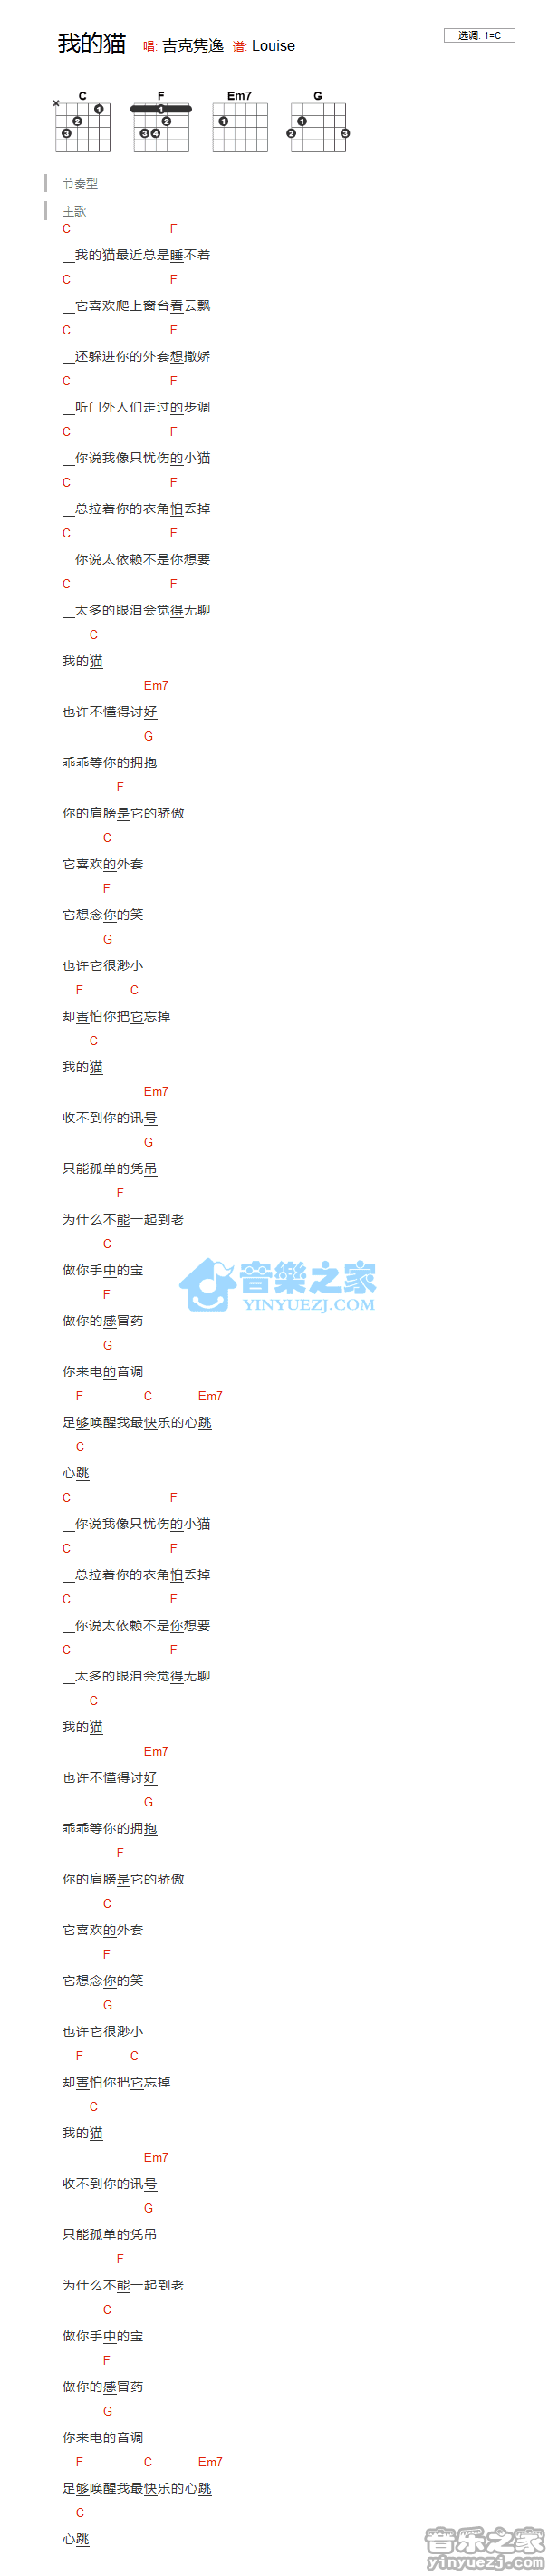 我的猫 唱: 吉克隽逸 谱: Louise
选调: 1=C
C F Em7 G
节奏型
主歌
C F
__我的猫最近总是睡不着
C F
__它喜欢爬上窗台看云飘
C F
__还躲进你的外套想撒娇
C F
__听门外人们走过的步调
C F
__你说我像只忧伤的小猫
C F
__总拉着你的衣角怕丢掉
C F
__你说太依赖不是你想要
C F
__太多的眼泪会觉得无聊
C
我的猫
Em7
也许不懂得讨好
G
乖乖等你的拥抱
F
你的肩膀是它的骄傲
C
它喜欢的外套
F
它想念你的笑
G
也许它很渺小
F C
却害怕你把它忘掉
C
我的猫
Em7
收不到你的讯号
G
只能孤单的凭吊
F
为什么不能一起到老
C
做你手中的宝
F
做你的感冒药
G
你来电的音调
F C Em7
足够唤醒我最快乐的心跳
C
心跳
C F
__你说我像只忧伤的小猫
C F
__总拉着你的衣角怕丢掉
C F
__你说太依赖不是你想要
C F
__太多的眼泪会觉得无聊
C
我的猫
Em7
也许不懂得讨好
G
乖乖等你的拥抱
F
你的肩膀是它的骄傲
C
它喜欢的外套
F
它想念你的笑
G
也许它很渺小
F C
却害怕你把它忘掉
C
我的猫
Em7
收不到你的讯号
G
只能孤单的凭吊
F
为什么不能一起到老
C
做你手中的宝
F
做你的感冒药
G
你来电的音调
F C Em7
足够唤醒我最快乐的心跳
C
心跳
音樂之家
YINYUEZJ.COM
音乐之家
yinyuezj.com